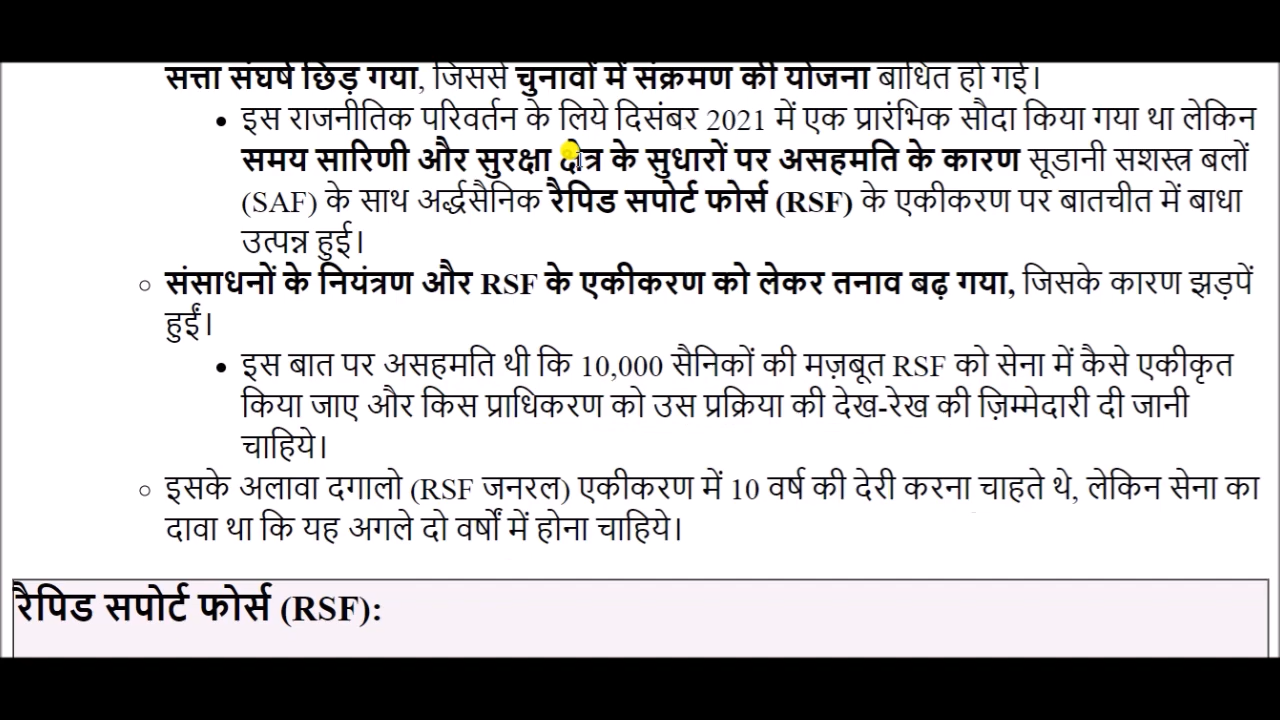 सत्ता संघर्ष छिड़ गया, जिससे चुनावों में संक्रमण की योजना बाधित हो गई।
• इस राजनीतिक परिवर्तन के लिये दिसंबर 2021 में एक प्रारंभिक सौदा किया गया था लेकिन
समय सारिणी और सुरक्षा क्षेत्र के सुधारों पर असहमति के कारण सूडानी सशस्त्र बलों
(SAF) के साथ अर्द्धसैनिक रैपिड सपोर्ट फोर्स (RSF) के एकीकरण पर बातचीत में बाधा
उत्पन्न हुई।
○ संसाधनों के नियंत्रण और RSF के एकीकरण को लेकर तनाव बढ़ गया, जिसके कारण झड़पें
हुईं।
• इस बात पर असहमति थी कि 10,000 सैनिकों की मज़बूत RSF को सेना में कैसे एकीकृत
किया जाए और किस प्राधिकरण को उस प्रक्रिया की देख-रेख की ज़िम्मेदारी दी जानी
चाहिये।
○ इसके अलावा दगालो (RSF जनरल) एकीकरण में 10 वर्ष की देरी करना चाहते थे, लेकिन सेना का
दावा था कि यह अगले दो वर्षों में होना चाहिये।
रैपिड सपोर्ट फोर्स (RSF):